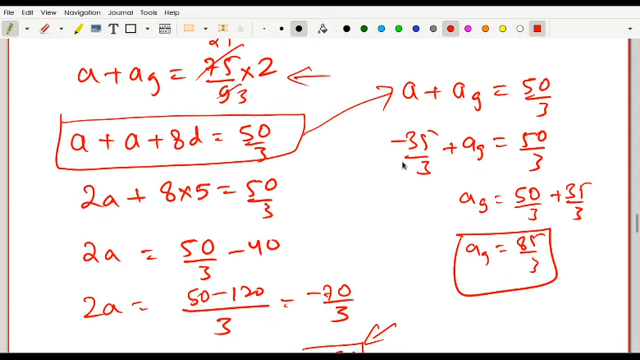 File View Navigation Document Tools Help
a + a9 = 75/9 3 × 2
a + a + 8d = 50/3
2a + 8×5 = 50/3
2a = 50/3 - 40
2a = 50-120/3 = -70/3
a + a9 = 50/3
-35/3 + a9 = 50/3
a9 = 50/3 + 35/3
a9 = 85/3